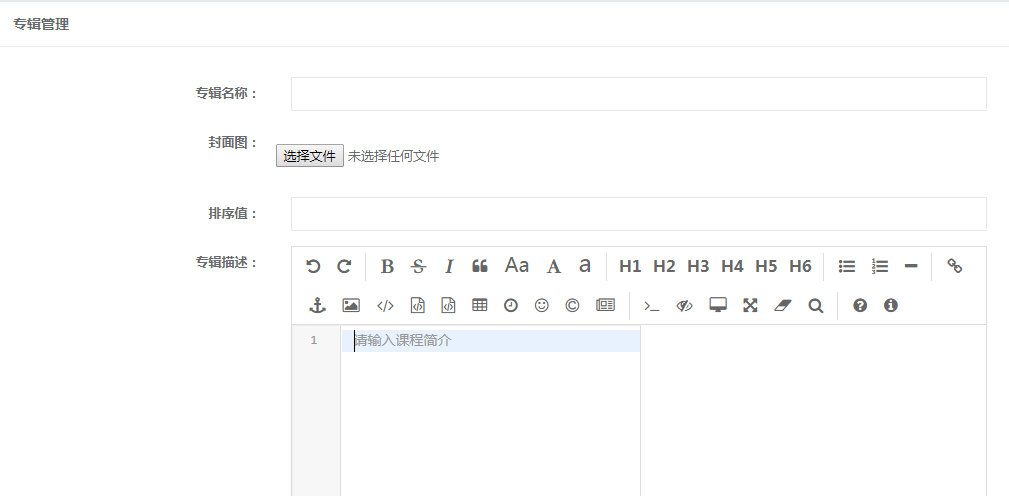 专辑管理
专辑名称：
封面图：
选择文件 未选择任何文件
排序值：
专辑描述：
B S I Aa A a H1 H2 H3 H4 H5 H6
1 请输入课程简介